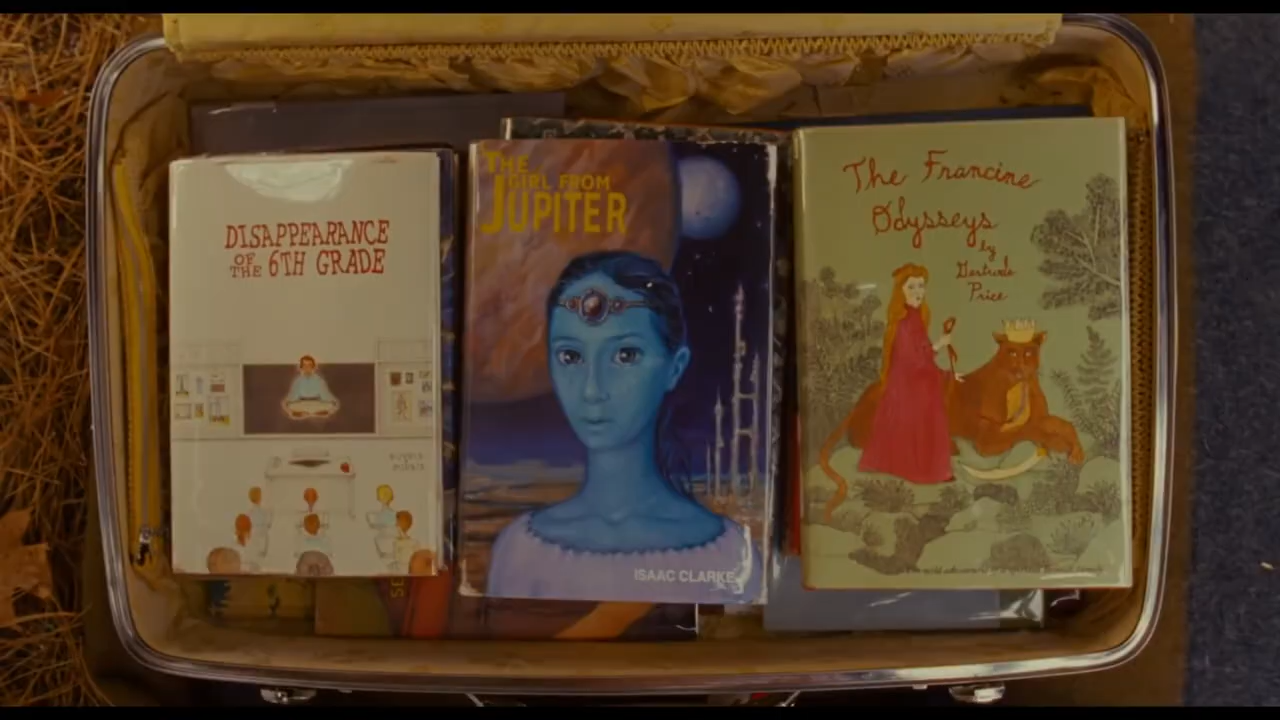 DISAPPEARANCE
OF THE 6TH GRADE
THE
GIRL FROM
JUPITER
ISAAC CLARKE
The Francine
Odysseys
by
Gertrude
Price